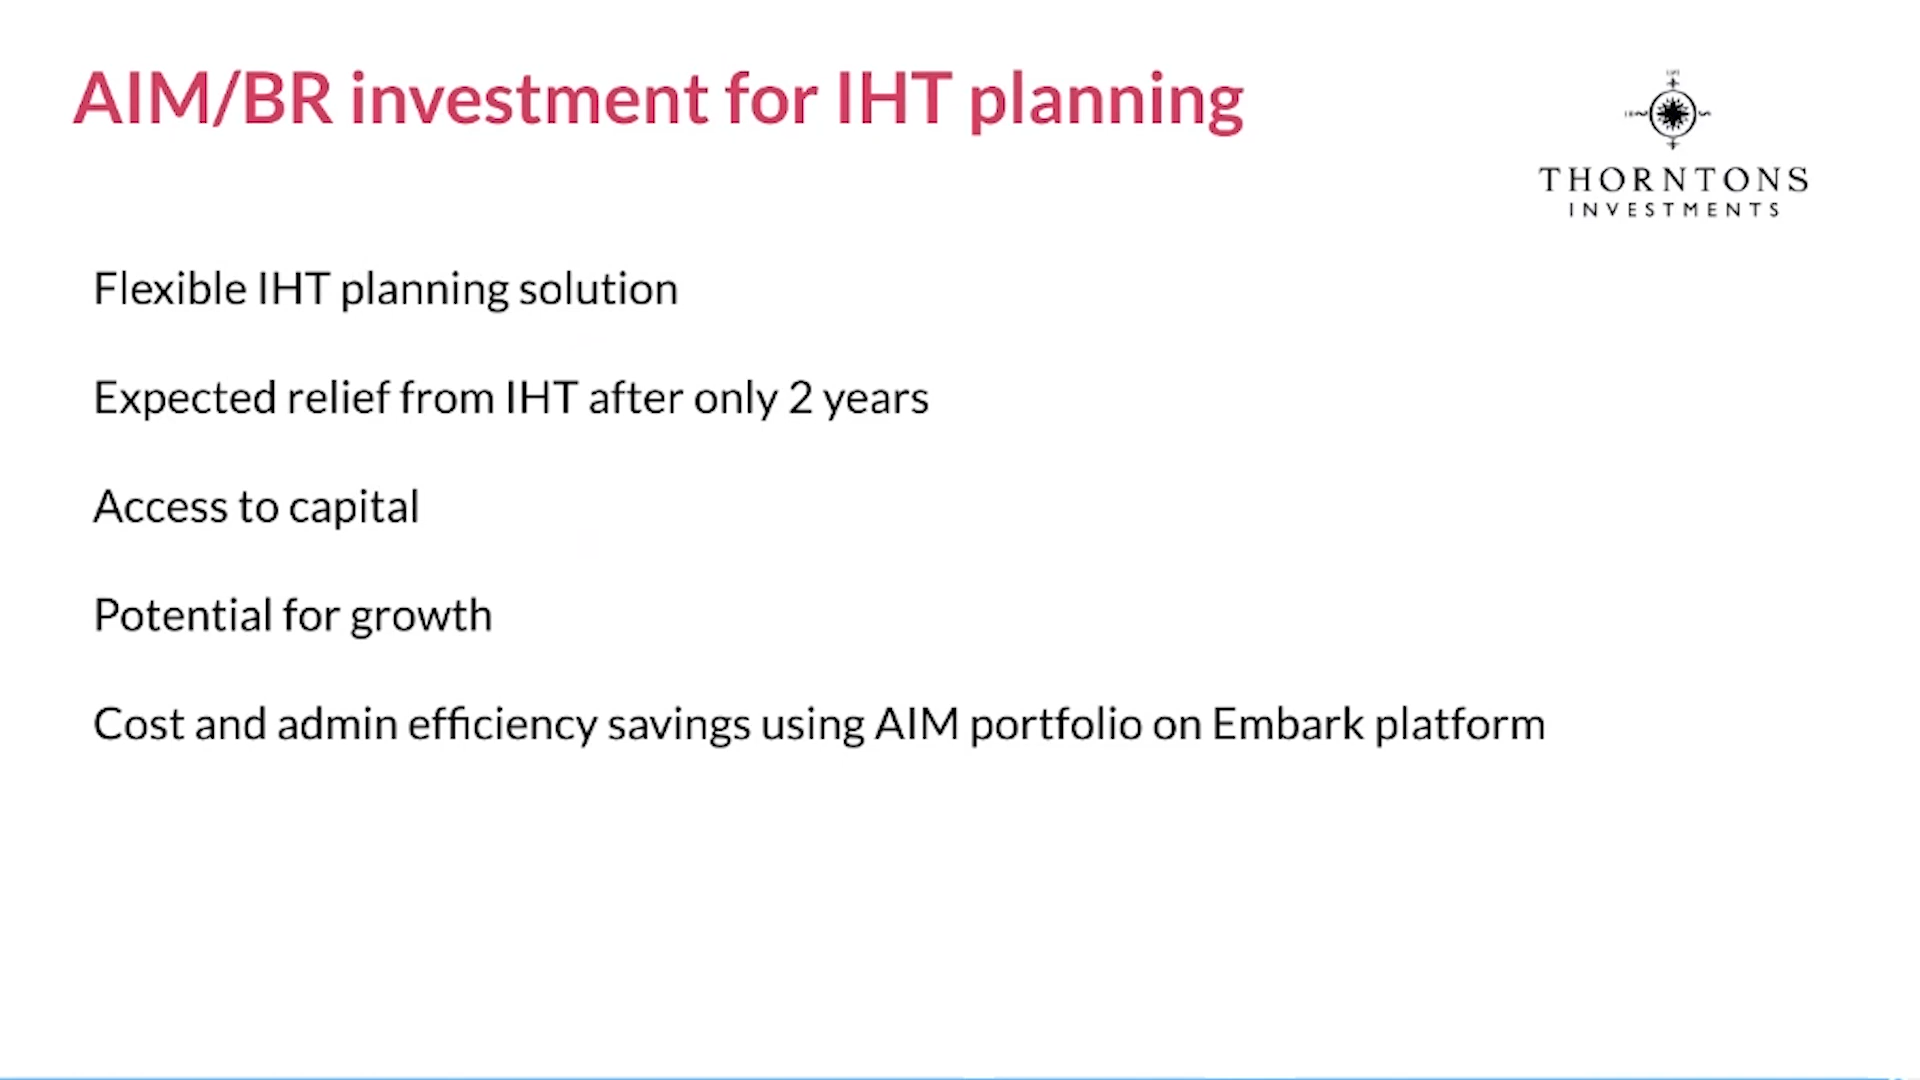 AIM/BR investment for IHT planning
THORNTONS
INVESTMENTS
Flexible IHT planning solution
Expected relief from IHT after only 2 years
Access to capital
Potential for growth
Cost and admin efficiency savings using AIM portfolio on Embark platform